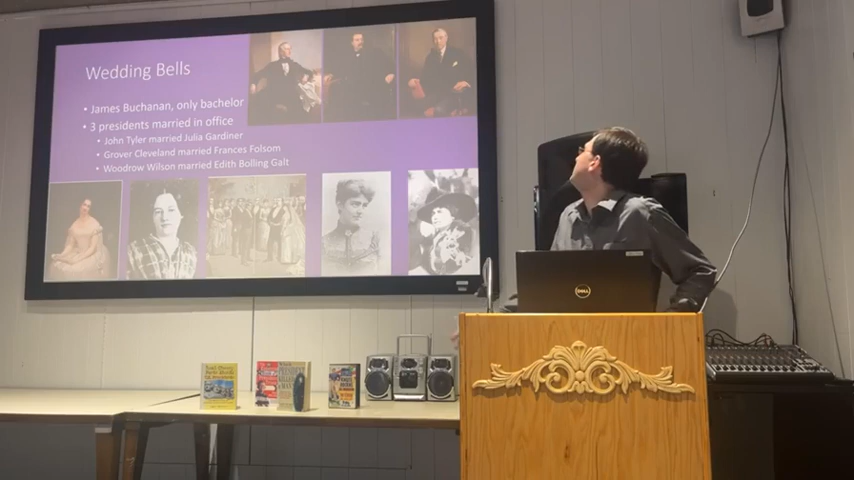 Wedding Bells
• James Buchanan, only bachelor
• 3 presidents married in office
• John Tyler married Julia Gardiner
• Grover Cleveland married Frances Folsom
• Woodrow Wilson married Edith Bolling Galt
DELL